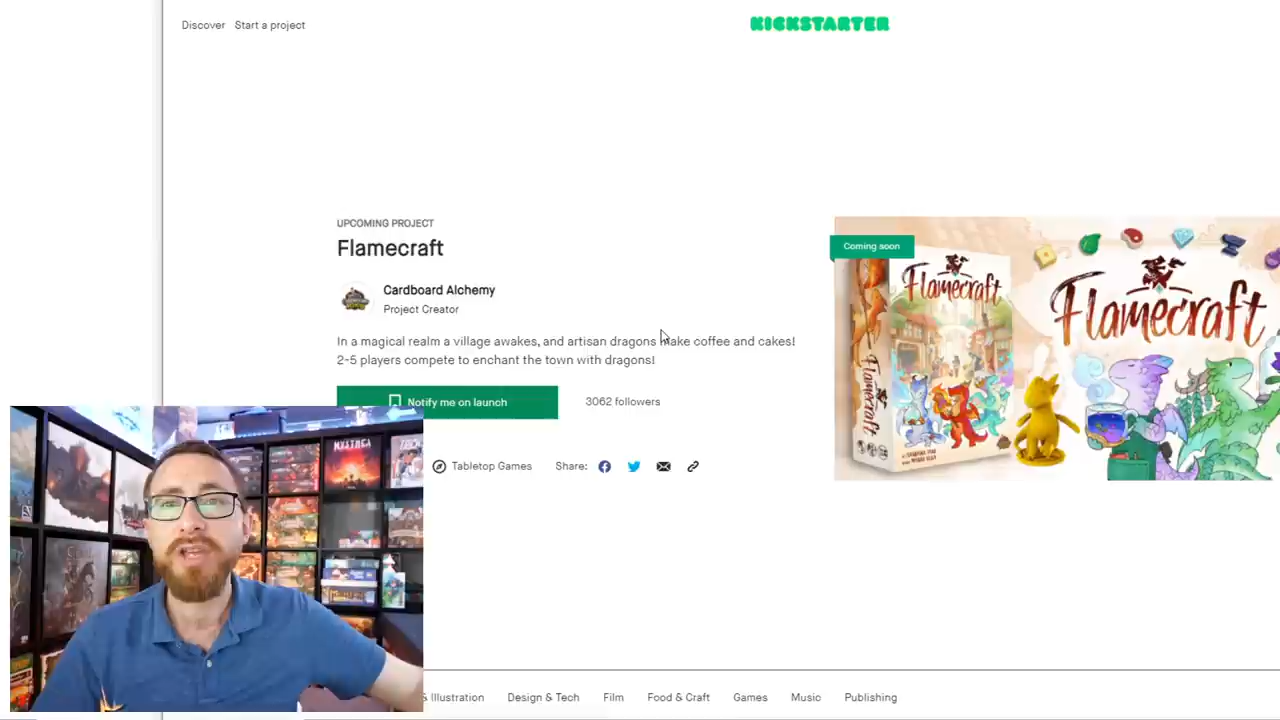 Discover Start a project
KICKSTARTER
UPCOMING PROJECT
Flamecraft
Cardboard Alchemy
Project Creator
In a magical realm a village awakes, and artisan dragons make coffee and cakes!
2-5 players compete to enchant the town with dragons!
Notify me on launch
3062 followers
Tabletop Games
Share:
Coming soon
Flamecraft
Flamecraft
Flamecraft
MYTHICA
& Illustration Design & Tech Film Food & Craft Games Music Publishing